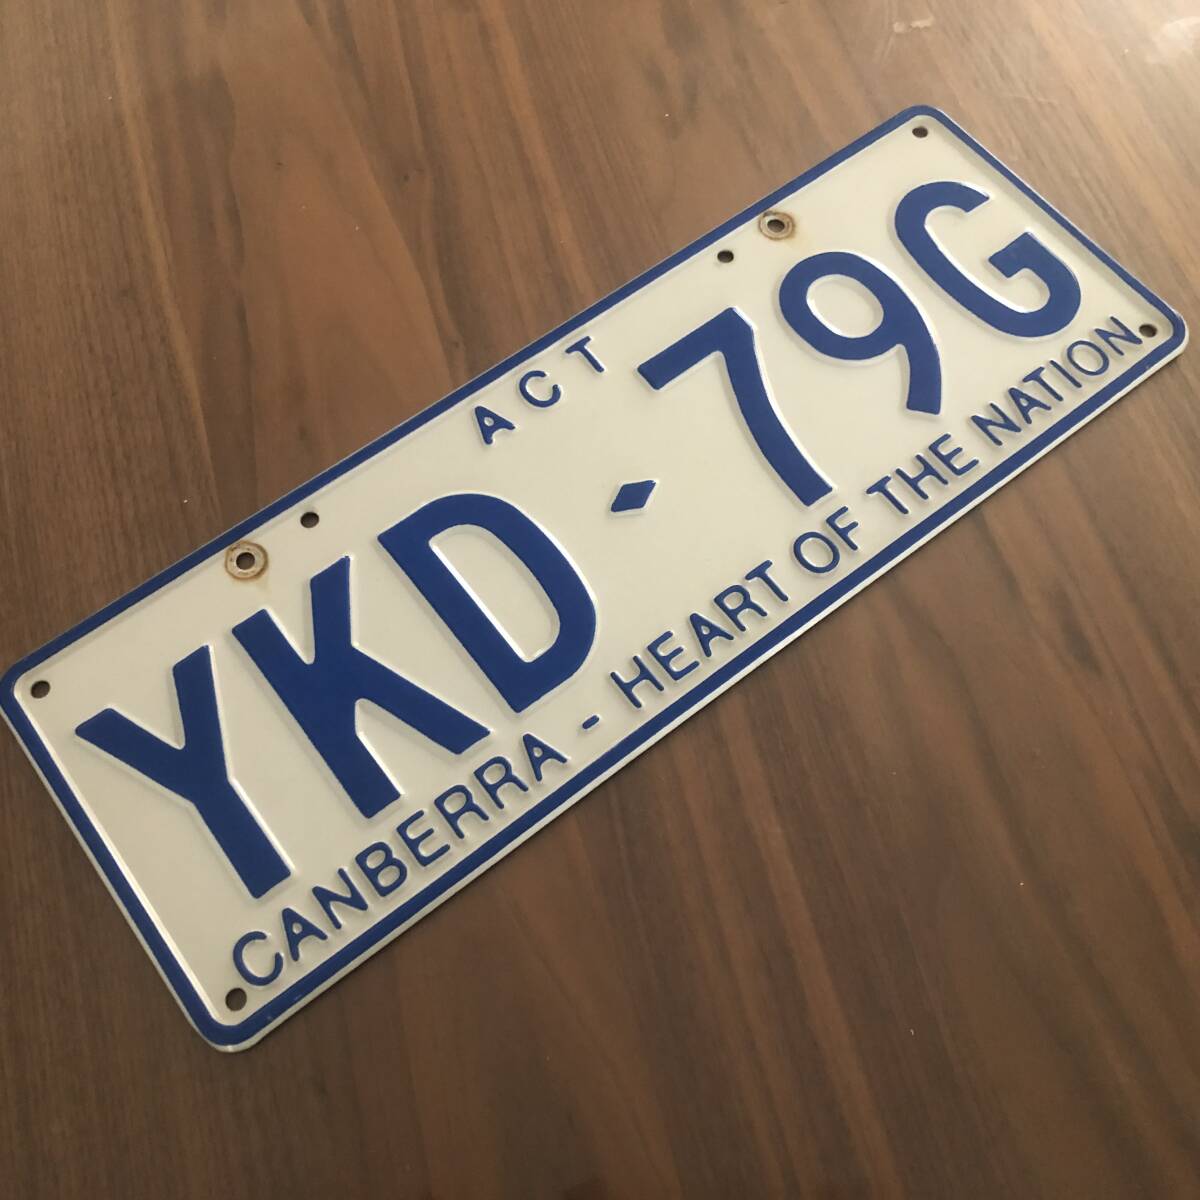 ACT
YKD♦79G
CANBERRA - HEART OF THE NATION